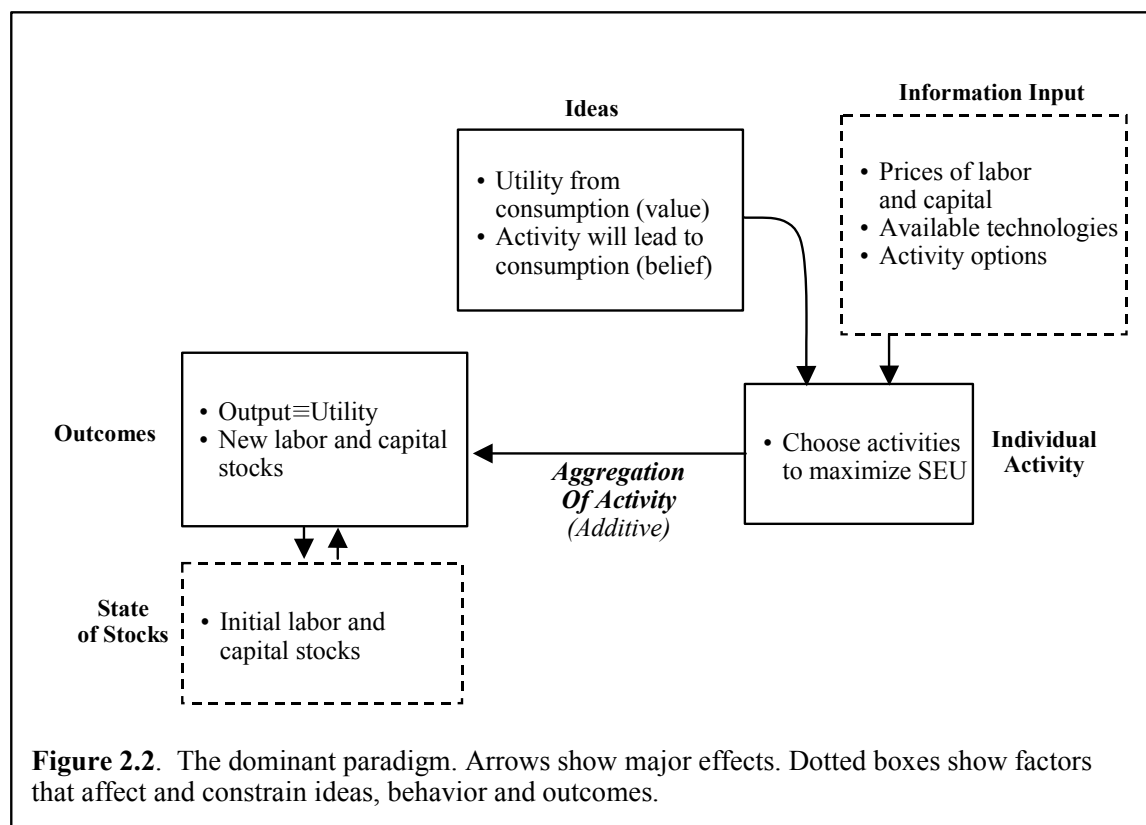 Information Input
Ideas
• Utility from
consumption (value)
• Activity will lead to
consumption (belief)
• Prices of labor
and capital
• Available technologies
• Activity options
Outcomes
• Output≡Utility
• New labor and capital
stocks
Aggregation
Of Activity
(Additive)
• Choose activities
to maximize SEU
Individual
Activity
State
of Stocks
• Initial labor and
capital stocks
Figure 2.2. The dominant paradigm. Arrows show major effects. Dotted boxes show factors
that affect and constrain ideas, behavior and outcomes.